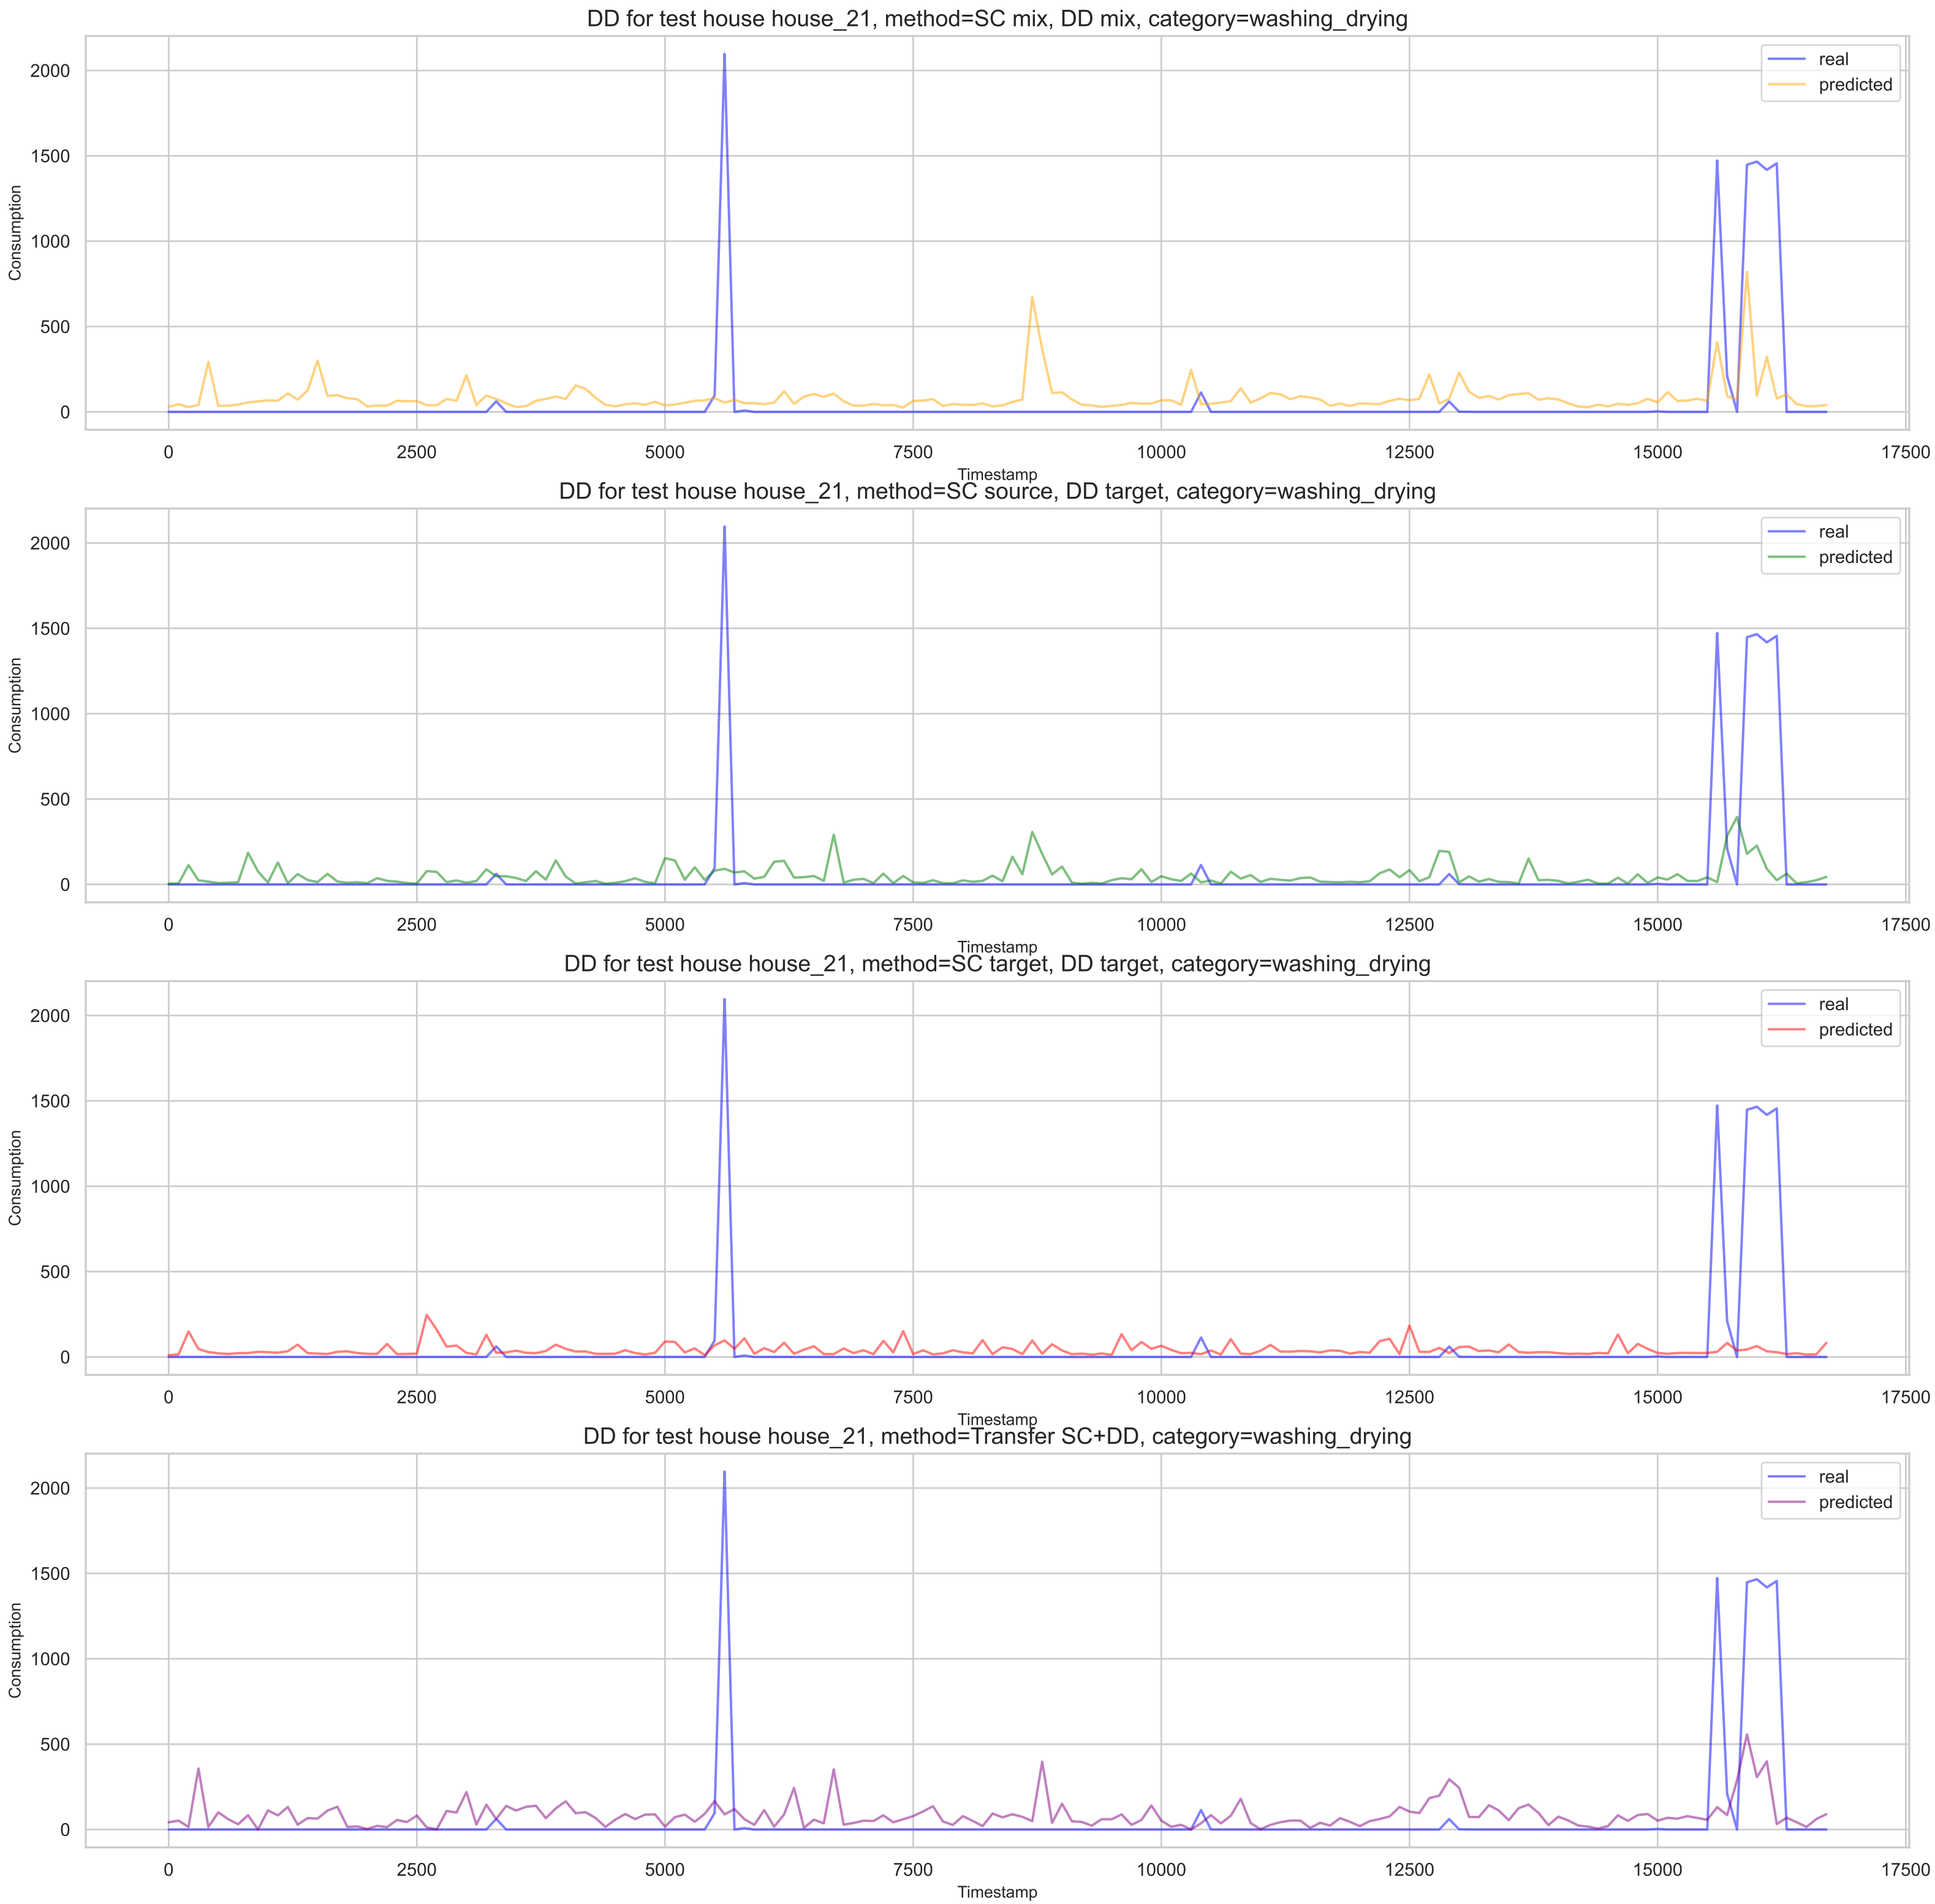 DD for test house house_21, method=SC mix, DD mix, category=washing_drying
real
predicted
2000
1500
1000
500
0
Consumption
0 2500 5000 7500 10000 12500 15000 17500
Timestamp
DD for test house house_21, method=SC source, DD target, category=washing_drying
real
predicted
2000
1500
1000
500
0
Consumption
0 2500 5000 7500 10000 12500 15000 17500
Timestamp
DD for test house house_21, method=SC target, DD target, category=washing_drying
real
predicted
2000
1500
1000
500
0
Consumption
0 2500 5000 7500 10000 12500 15000 17500
Timestamp
DD for test house house_21, method=Transfer SC+DD, category=washing_drying
real
predicted
2000
1500
1000
500
0
Consumption
0 2500 5000 7500 10000 12500 15000 17500
Timestamp